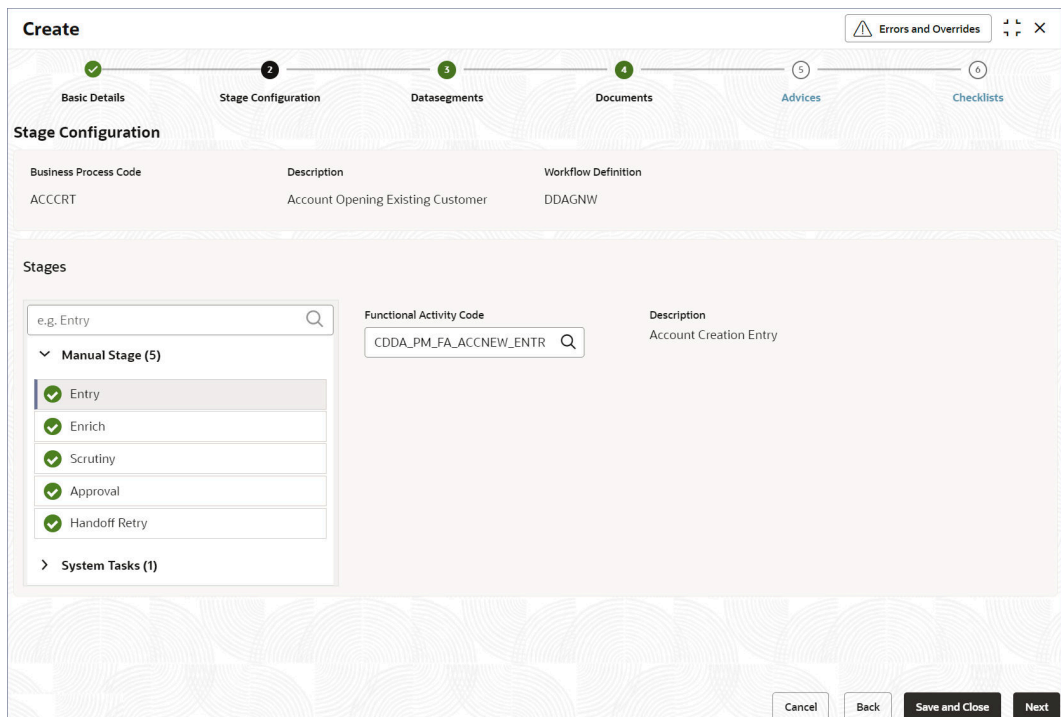 Create
Errors and Overrides
2
3
4
5
6
Basic Details
Stage Configuration
Datasegments
Documents
Advices
Checklists
Stage Configuration
Business Process Code
Description
Workflow Definition
ACCCRT
Account Opening Existing Customer
DDAGNW
Stages
e.g. Entry
Functional Activity Code
Description
CDDA_PM_FA_ACCNEW_ENTR
Account Creation Entry
Manual Stage (5)
Entry
Enrich
Scrutiny
Approval
Handoff Retry
System Tasks (1)
Cancel
Back
Save and Close
Next